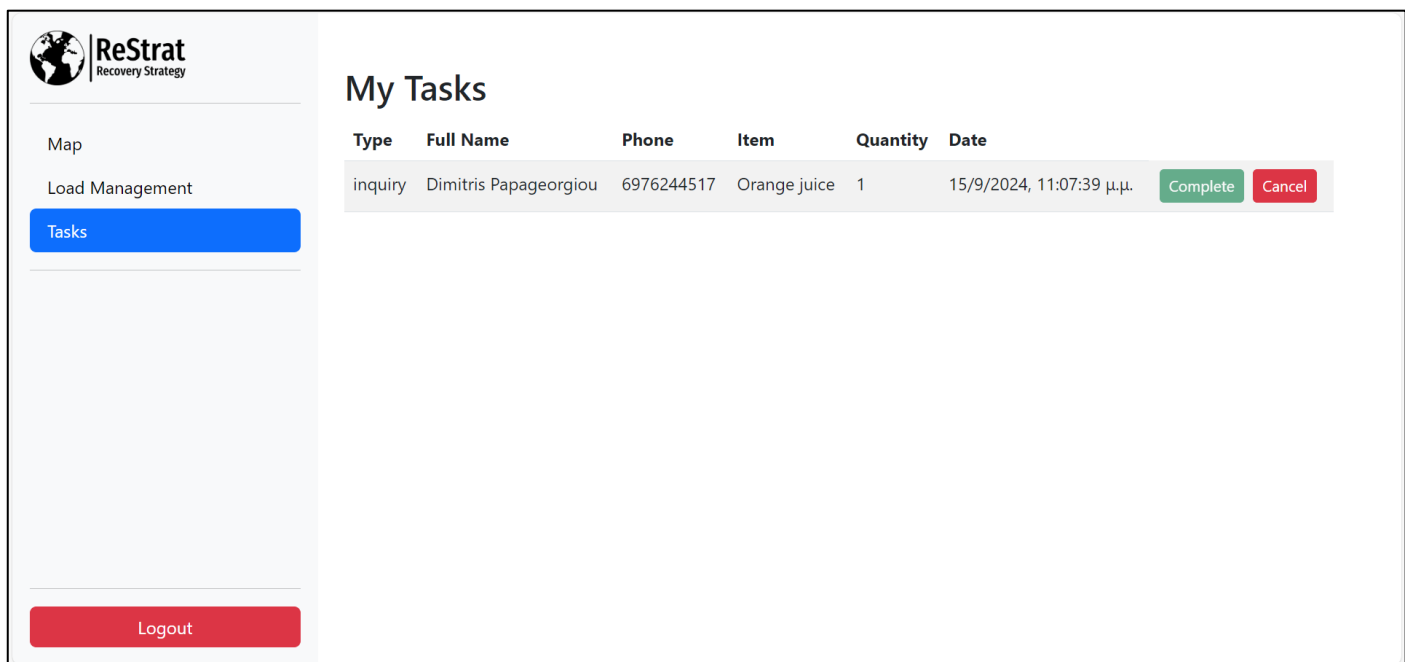 ReStrat
Recovery Strategy
Map
Load Management
Tasks
Logout
My Tasks
Type Full Name Phone Item Quantity Date
inquiry Dimitris Papageorgiou 6976244517 Orange juice 1 15/9/2024, 11:07:39 μ.μ. Complete Cancel